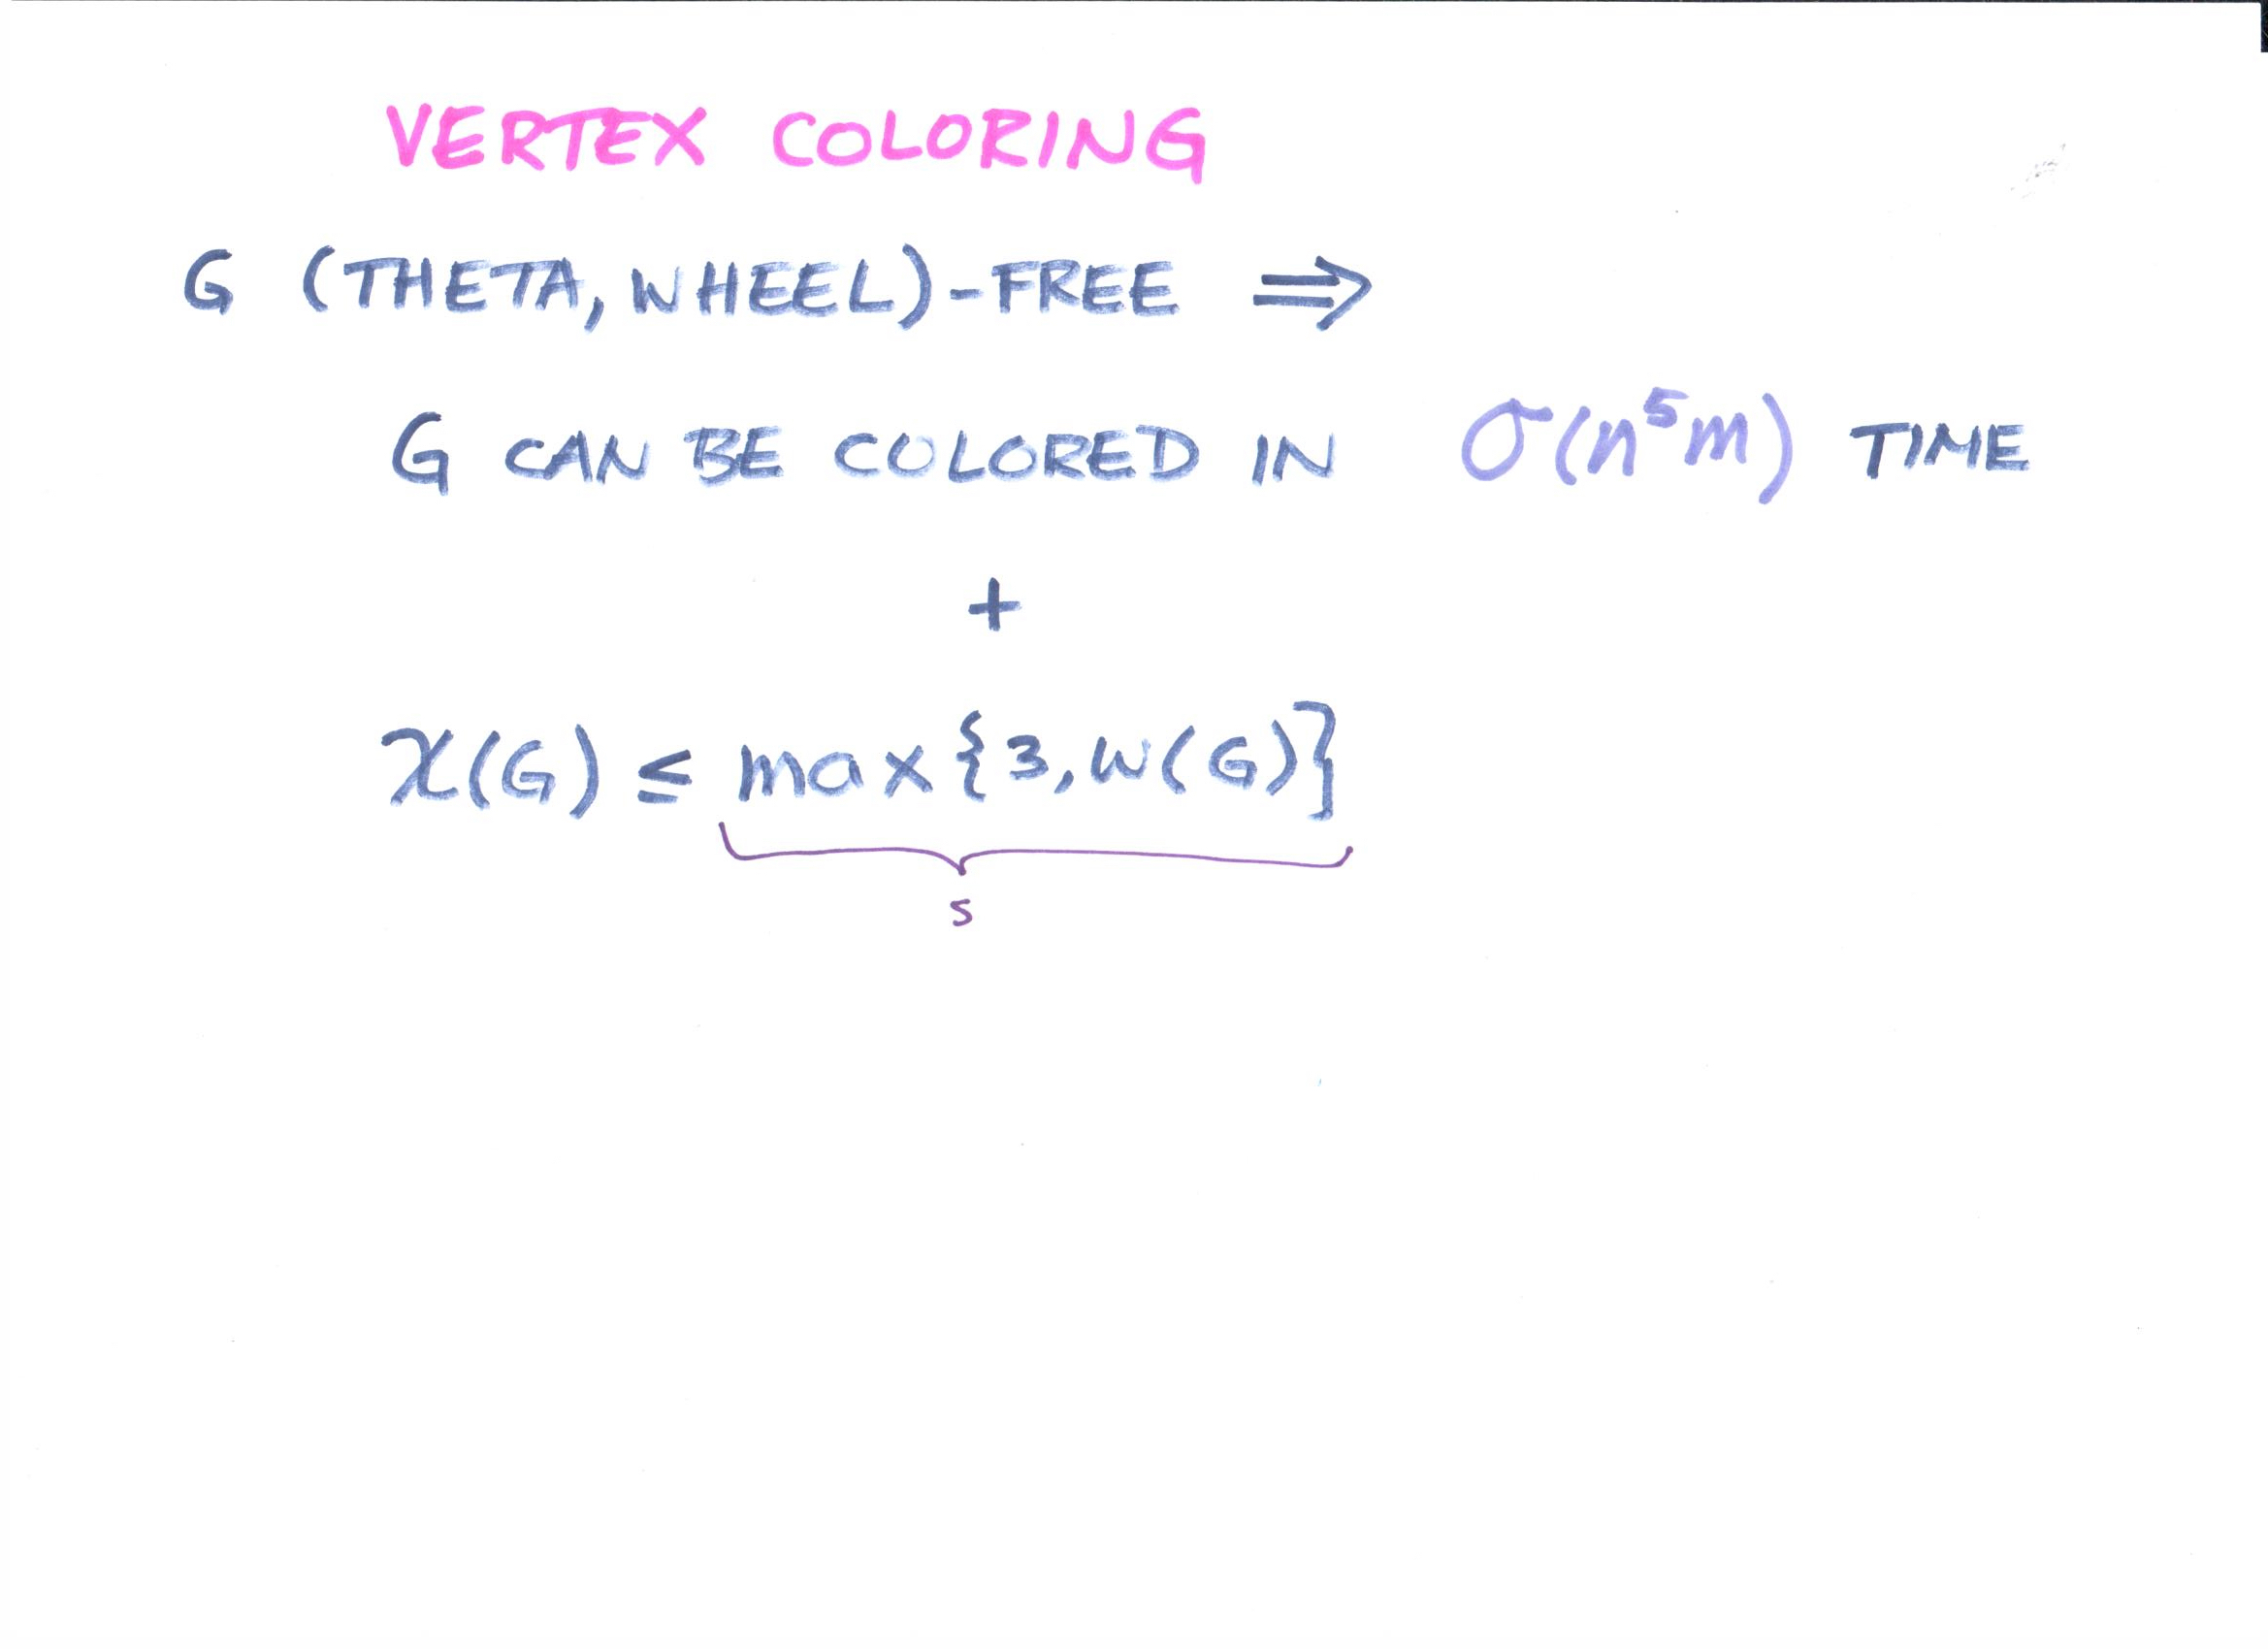 VERTEX COLORING
G (THETA, WHEEL)-FREE ⇒
G CAN BE COLORED IN O(n⁵m) TIME
+
χ(G) ≤ max{3, ω(G)}
s